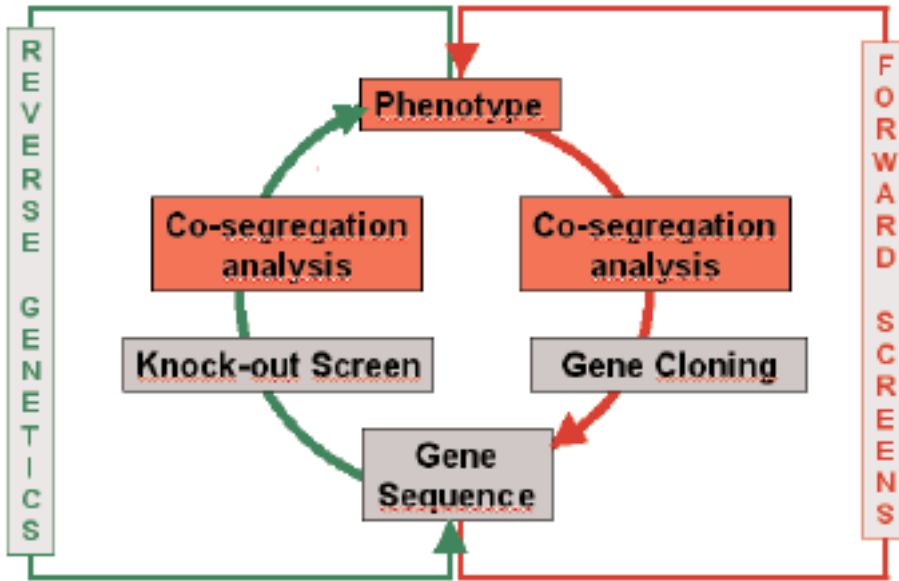 REVERSE GENETICS
Phenotype
Co-segregation
analysis
Knock-out Screen
Co-segregation
analysis
Gene Cloning
Gene
Sequence
FORWARD SCREENS